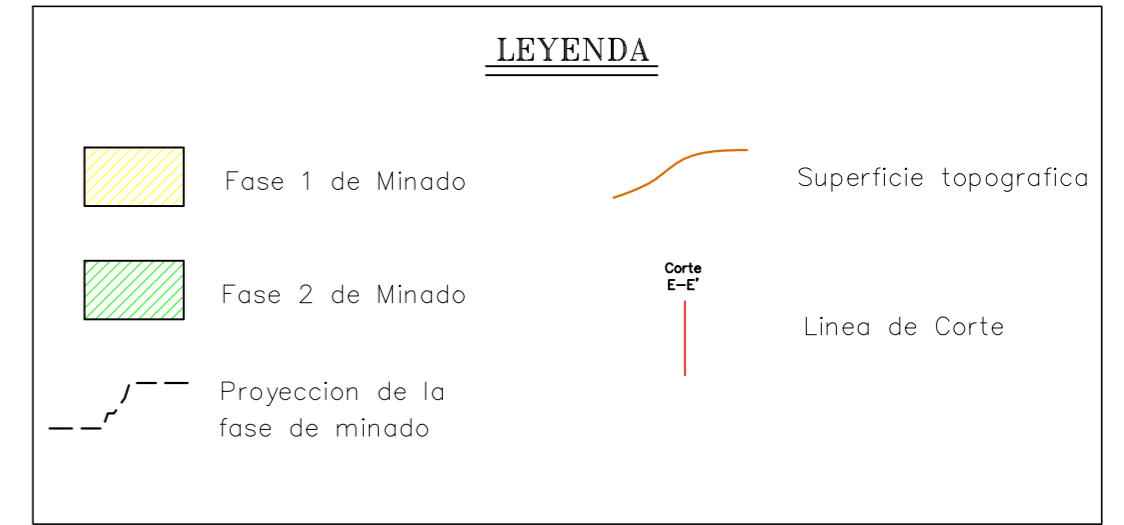 LEYENDA
Fase 1 de Minado
Fase 2 de Minado
Proyeccion de la
fase de minado
Superficie topografica
Corte
E-E'
Linea de Corte